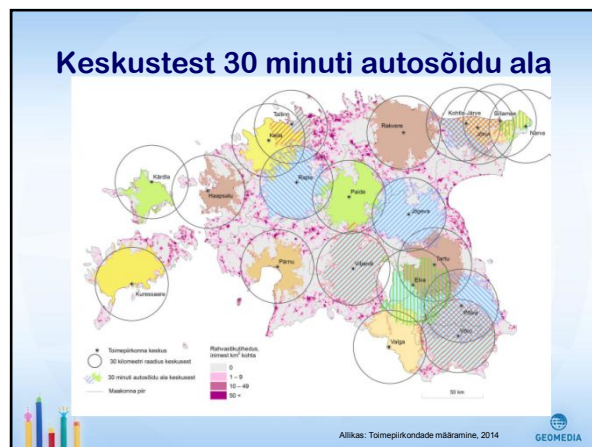 Keskustest 30 minuti autosõidu ala
Tallinn
Keila
Rakvere
Kohtla-Järve
Jõhvi
Sillamäe
Narva
Kärdla
Haapsalu
Rapla
Paide
Jõgeva
Kuressaare
Pärnu
Viljandi
Tartu
Elva
Põlva
Võru
Valga
Toimepiirkonna keskus
30 kilomeetri raadius keskusest
30 minuti autosõidu ala keskusest
Maakonna piir
Rahvastikutihedus,
inimest km² kohta
0
1 – 9
10 – 49
50 <
50 km
Allikas: Toimepiirkondade määramine, 2014
GEOMEDIA